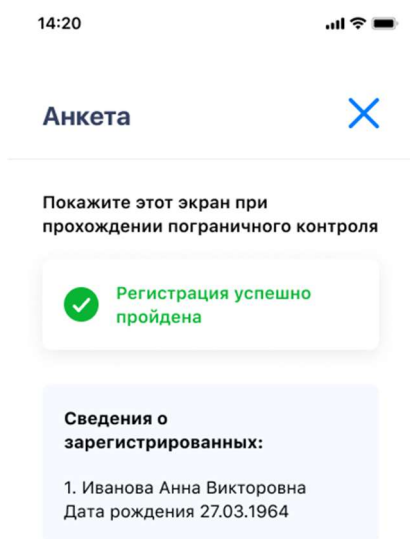 14:20
Анкета
Покажите этот экран при
прохождении пограничного контроля
Регистрация успешно
пройдена
Сведения о
зарегистрированных:
1. Иванова Анна Викторовна
Дата рождения 27.03.1964